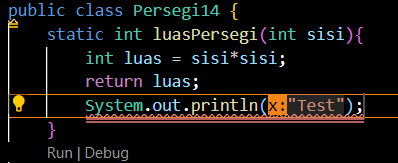 public class Persegi14 {
    static int luasPersegi(int sisi){
        int luas = sisi*sisi;
        return luas;
        System.out.println(x:"Test");
    }
    Run | Debug